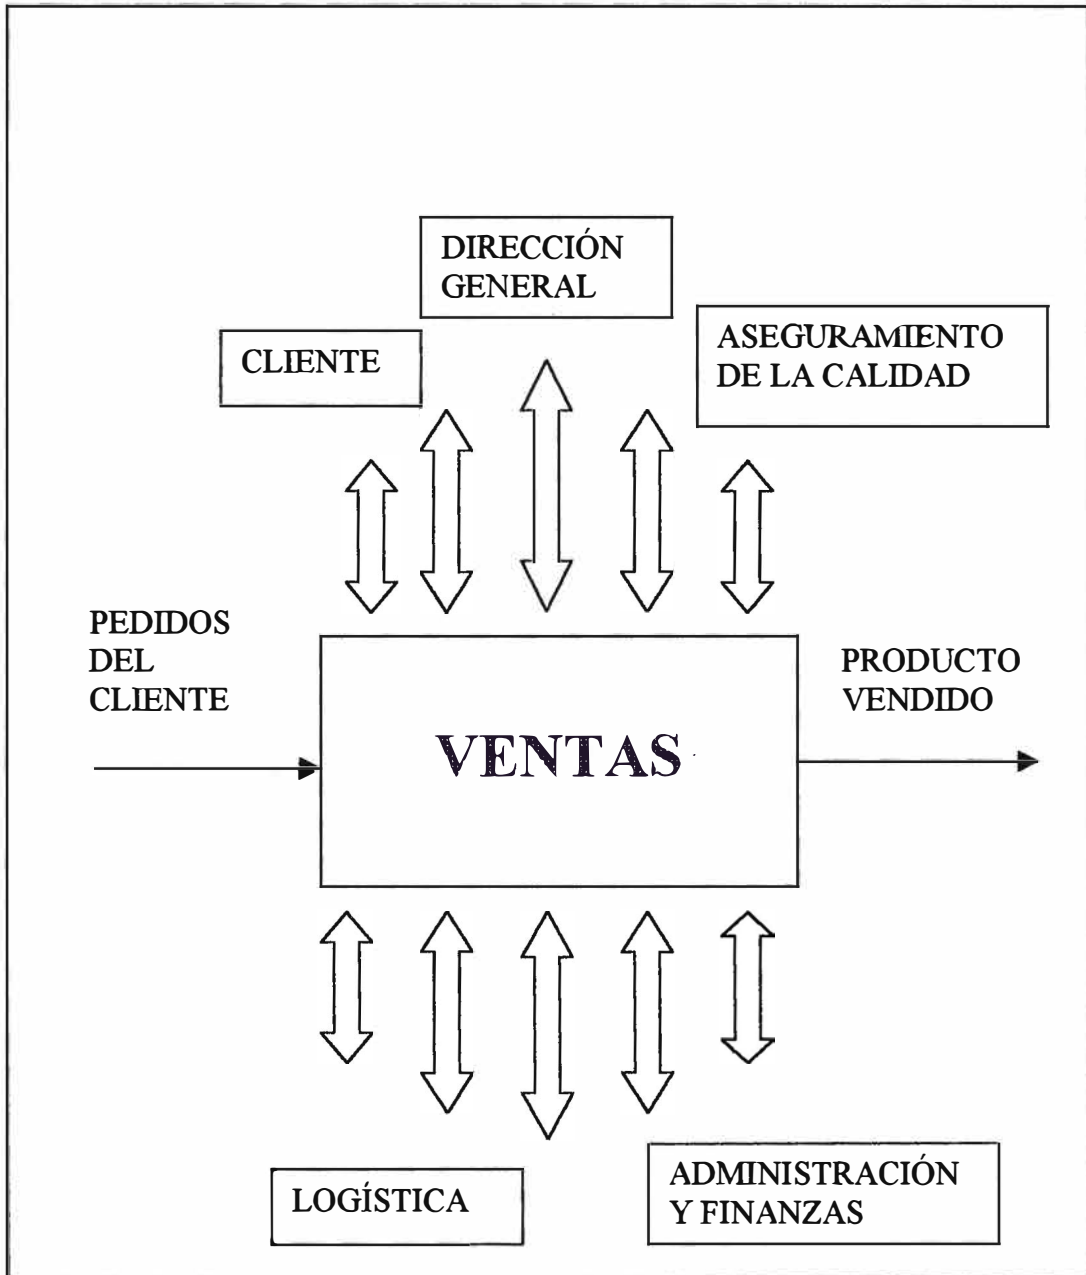 DIRECCIÓN
GENERAL
CLIENTE
ASEGURAMIENTO
DE LA CALIDAD
PEDIDOS
DEL
CLIENTE
VENTAS
PRODUCTO
VENDIDO
LOGÍSTICA
ADMINISTRACIÓN
Y FINANZAS